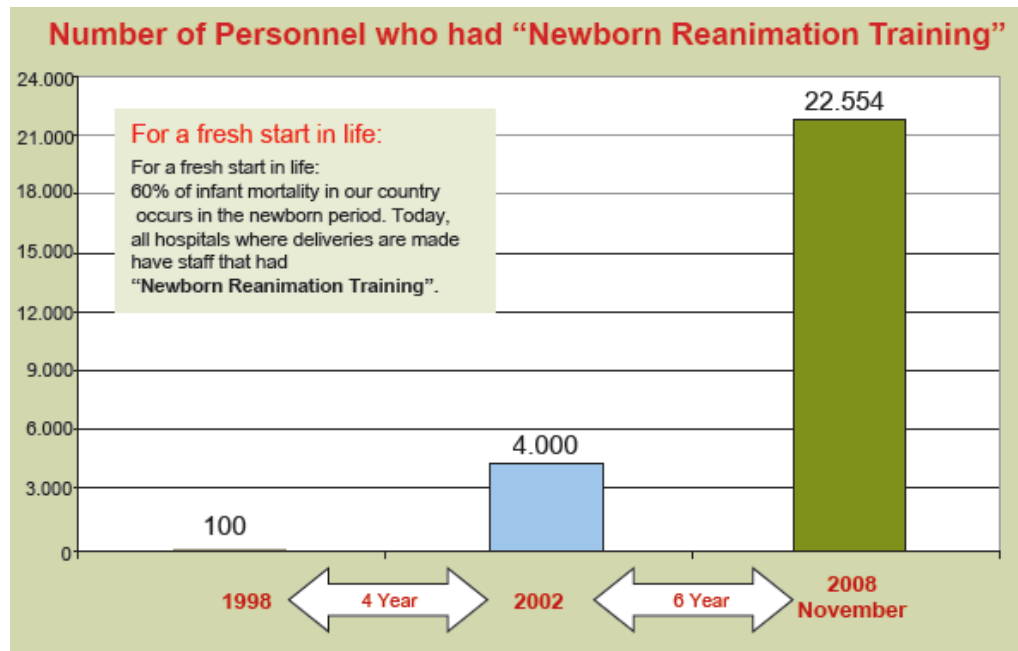 Number of Personnel who had “Newborn Reanimation Training”
24.000
21.000
18.000
15.000
12.000
9.000
6.000
3.000
0
For a fresh start in life:
For a fresh start in life:
60% of infant mortality in our country
occurs in the newborn period. Today,
all hospitals where deliveries are made
have staff that had
“Newborn Reanimation Training”.
100
4.000
22.554
1998
4 Year
2002
6 Year
2008
November